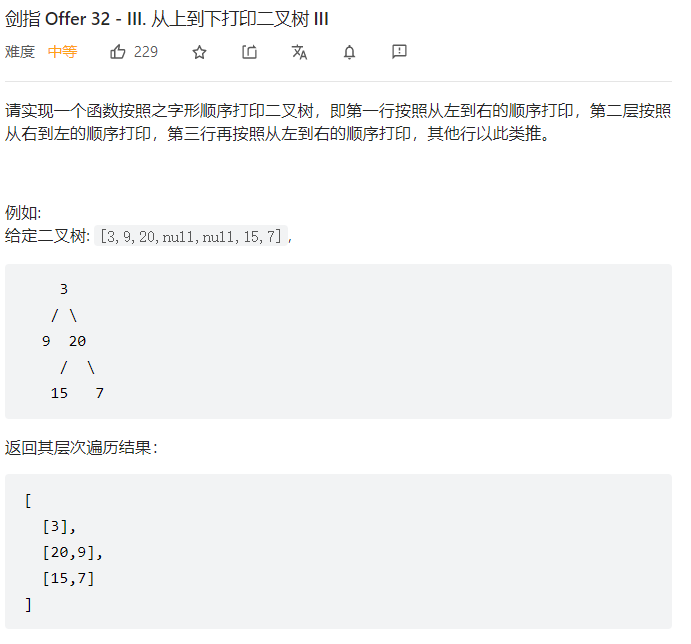 剑指 Offer 32 - III. 从上到下打印二叉树 III
难度 中等 229
请实现一个函数按照之字形顺序打印二叉树，即第一行按照从左到右的顺序打印，第二层按照
从右到左的顺序打印，第三行再按照从左到右的顺序打印，其他行以此类推。
例如:
给定二叉树: [3,9,20,null,null,15,7],
3
/ \
9 20
/ \
15 7
返回其层次遍历结果：
[
[3],
[20,9],
[15,7]
]